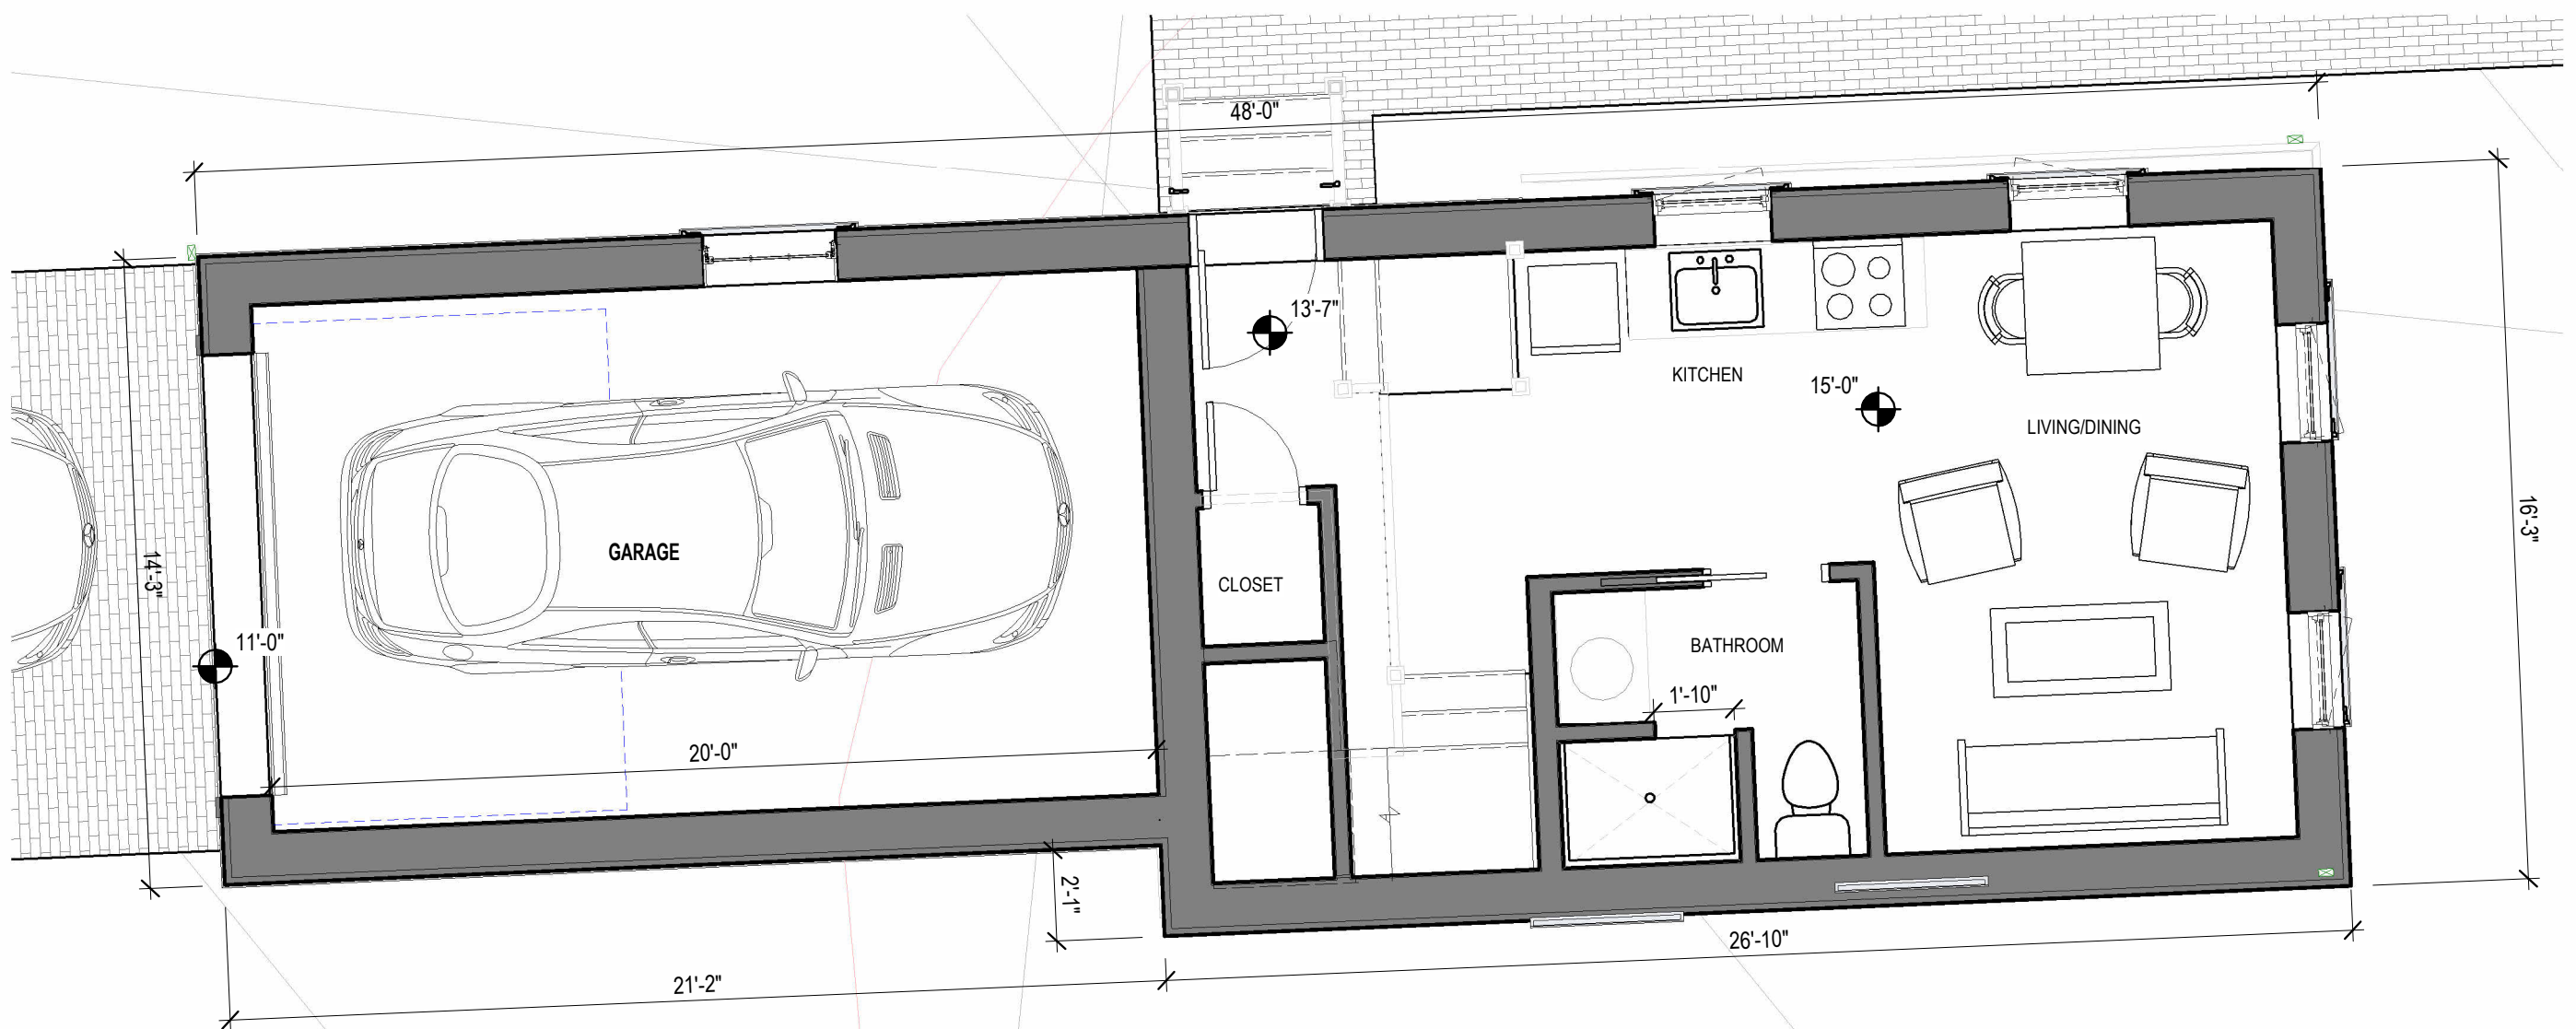 48'-0"
13'-7"
KITCHEN
15'-0"
LIVING/DINING
16'-3"
14'-3"
GARAGE
CLOSET
11'-0"
BATHROOM
1'-10"
20'-0"
2'-1"
26'-10"
21'-2"